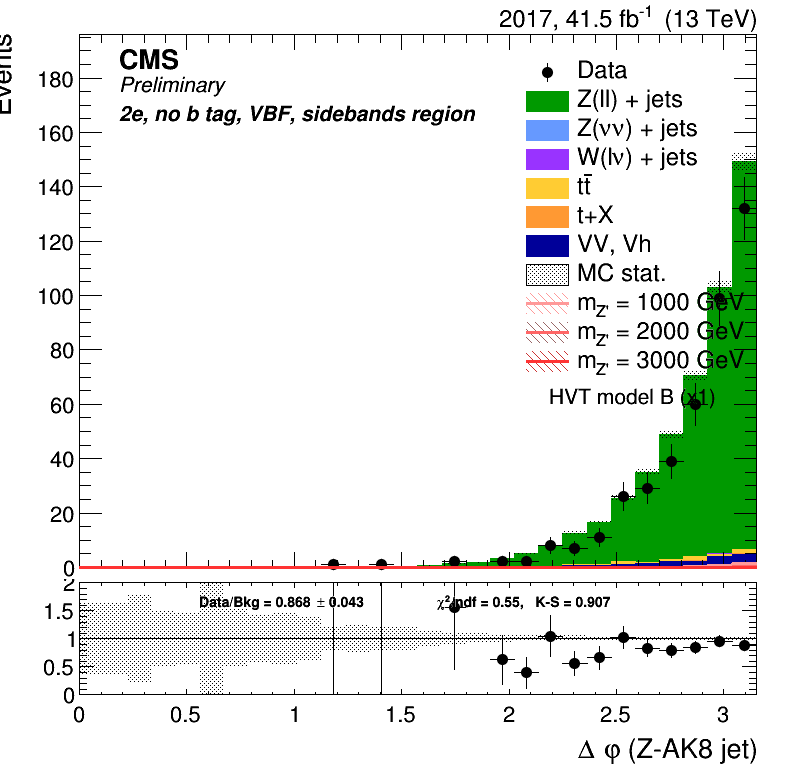 2017, 41.5 fb⁻¹ (13 TeV)
Events
CMS
Preliminary
2e, no b tag, VBF, sidebands region
Data
Z(ll) + jets
Z(νν) + jets
W(lν) + jets
tt̄
t+X
VV, Vh
MC stat.
m_Z' = 1000 GeV
m_Z' = 2000 GeV
m_Z' = 3000 GeV
HVT model B (x1)
180
160
140
120
100
80
60
40
20
0
Data/Bkg = 0.868 ± 0.043
χ²/ndf = 0.55, K-S = 0.907
2
1.5
1
0.5
0
0 0.5 1 1.5 2 2.5 3
Δ φ (Z-AK8 jet)